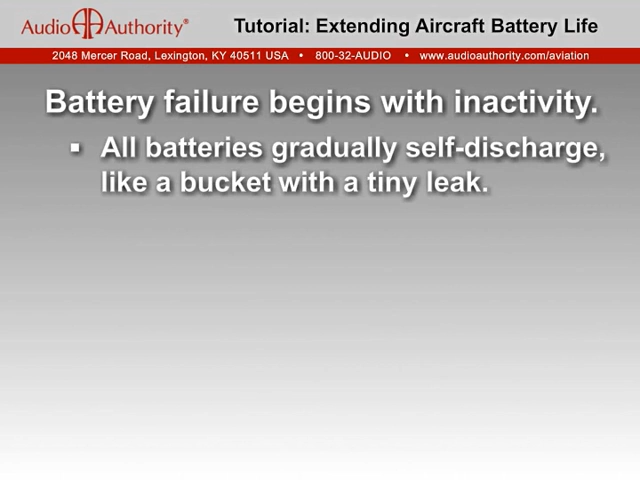 Audio Authority®
Tutorial: Extending Aircraft Battery Life
2048 Mercer Road, Lexington, KY 40511 USA • 800-32-AUDIO • www.audioauthority.com/aviation
Battery failure begins with inactivity.
▪ All batteries gradually self-discharge,
like a bucket with a tiny leak.